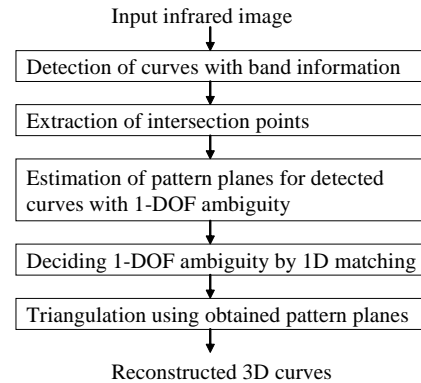 Input infrared image
Detection of curves with band information
Extraction of intersection points
Estimation of pattern planes for detected
curves with 1-DOF ambiguity
Deciding 1-DOF ambiguity by 1D matching
Triangulation using obtained pattern planes
Reconstructed 3D curves